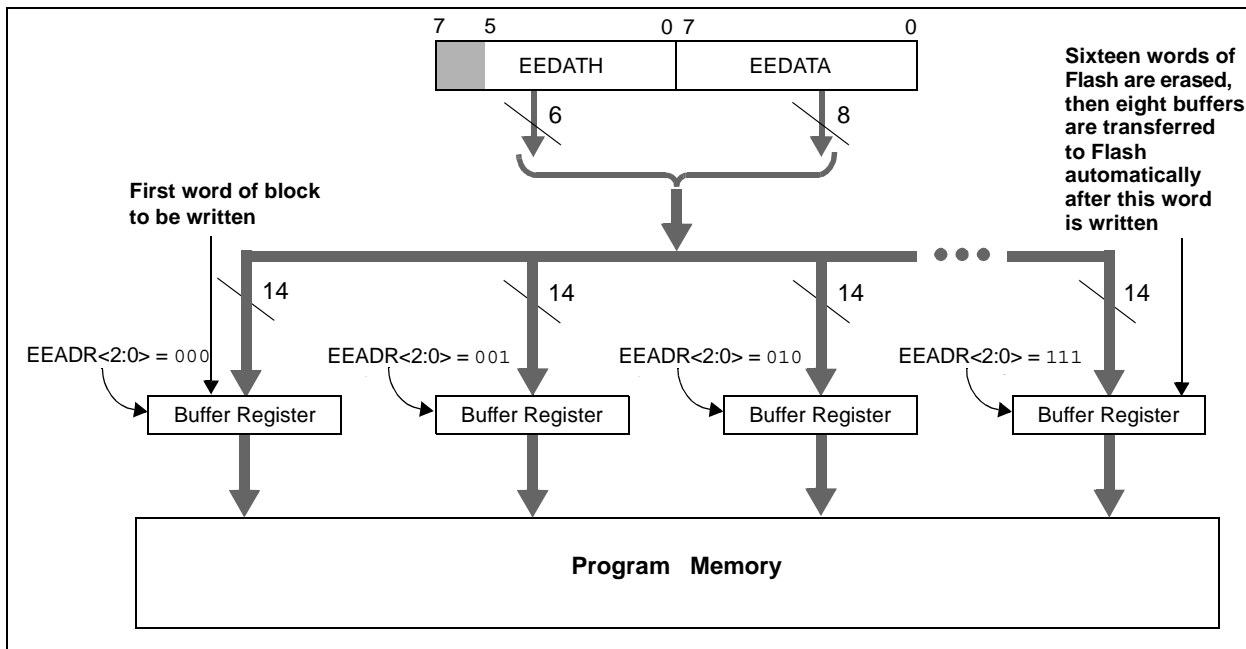 7 5 0 7 0
EEDATH EEDATA
6 8
Sixteen words of
Flash are erased,
then eight buffers
are transferred
to Flash
automatically
after this word
is written
First word of block
to be written
14 14 14 14
EEADR<2:0> = 000 EEADR<2:0> = 001 EEADR<2:0> = 010 EEADR<2:0> = 111
Buffer Register Buffer Register Buffer Register Buffer Register
Program Memory